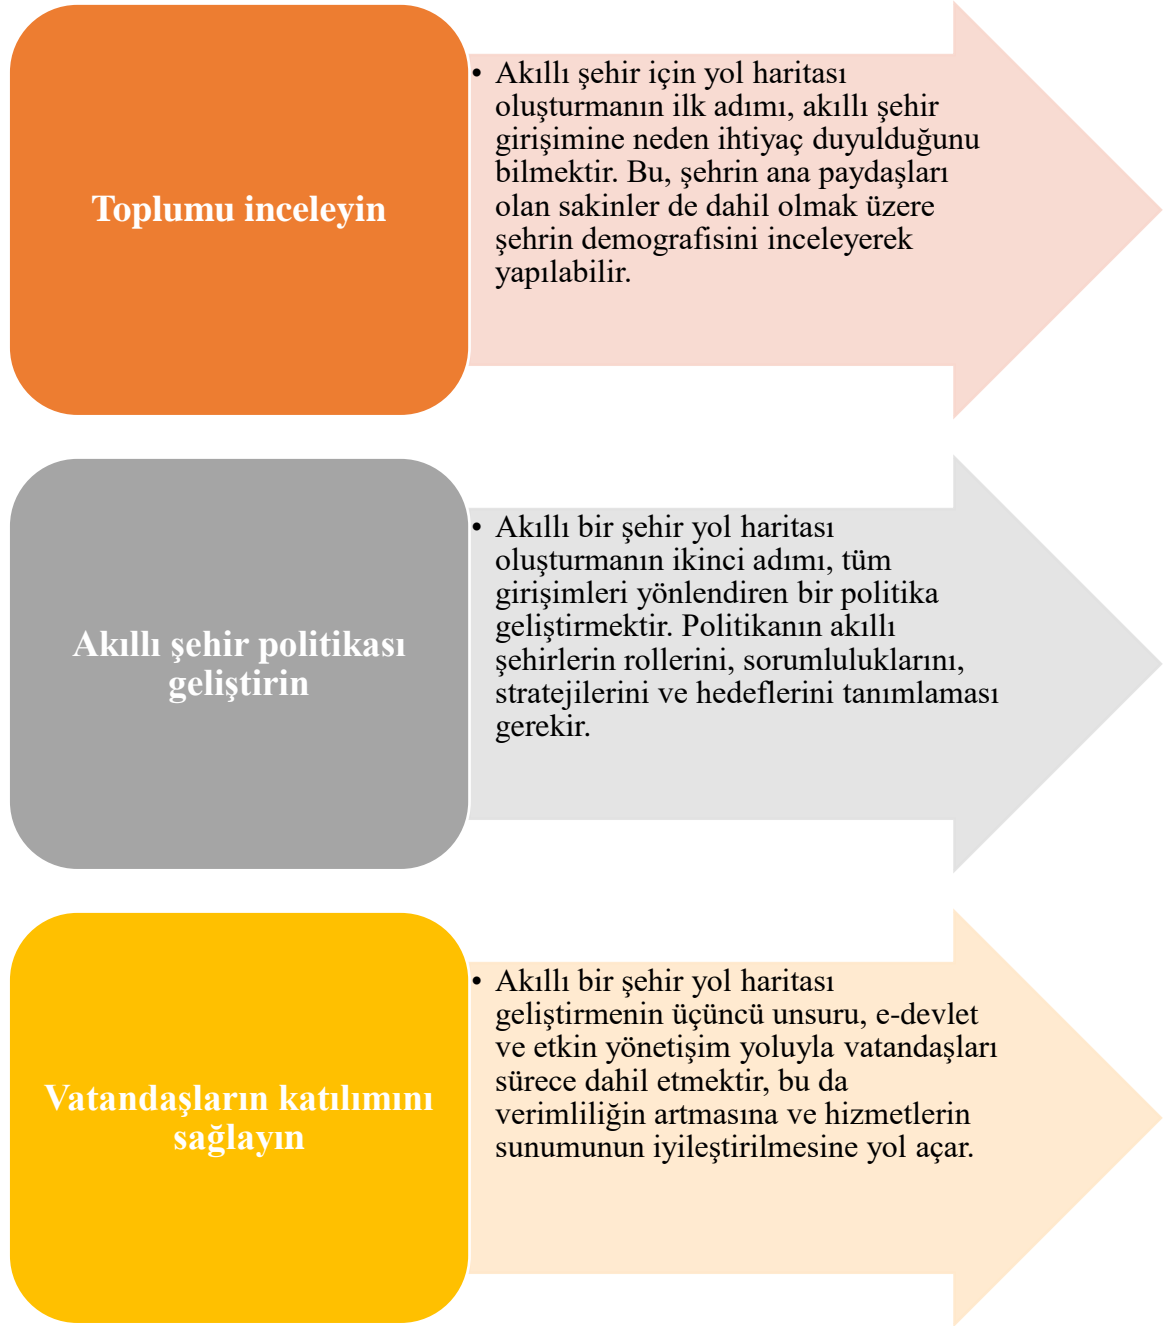 Toplumu inceleyin
• Akıllı şehir için yol haritası
oluşturmanın ilk adımı, akıllı şehir
girişimine neden ihtiyaç duyulduğunu
bilmektir. Bu, şehrin ana paydaşları
olan sakinler de dahil olmak üzere
şehrin demografisini inceleyerek
yapılabilir.
Akıllı şehir politikası
geliştirin
• Akıllı bir şehir yol haritası
oluşturmanın ikinci adımı, tüm
girişimleri yönlendiren bir politika
geliştirmektir. Politikanın akıllı
şehirlerin rollerini, sorumluluklarını,
stratejilerini ve hedeflerini tanımlaması
gerekir.
Vatandaşların katılımını
sağlayın
• Akıllı bir şehir yol haritası
geliştirmenin üçüncü unsuru, e-devlet
ve etkin yönetişim yoluyla vatandaşları
sürece dahil etmektir, bu da
verimliliğin artmasına ve hizmetlerin
sunumunun iyileştirilmesine yol açar.